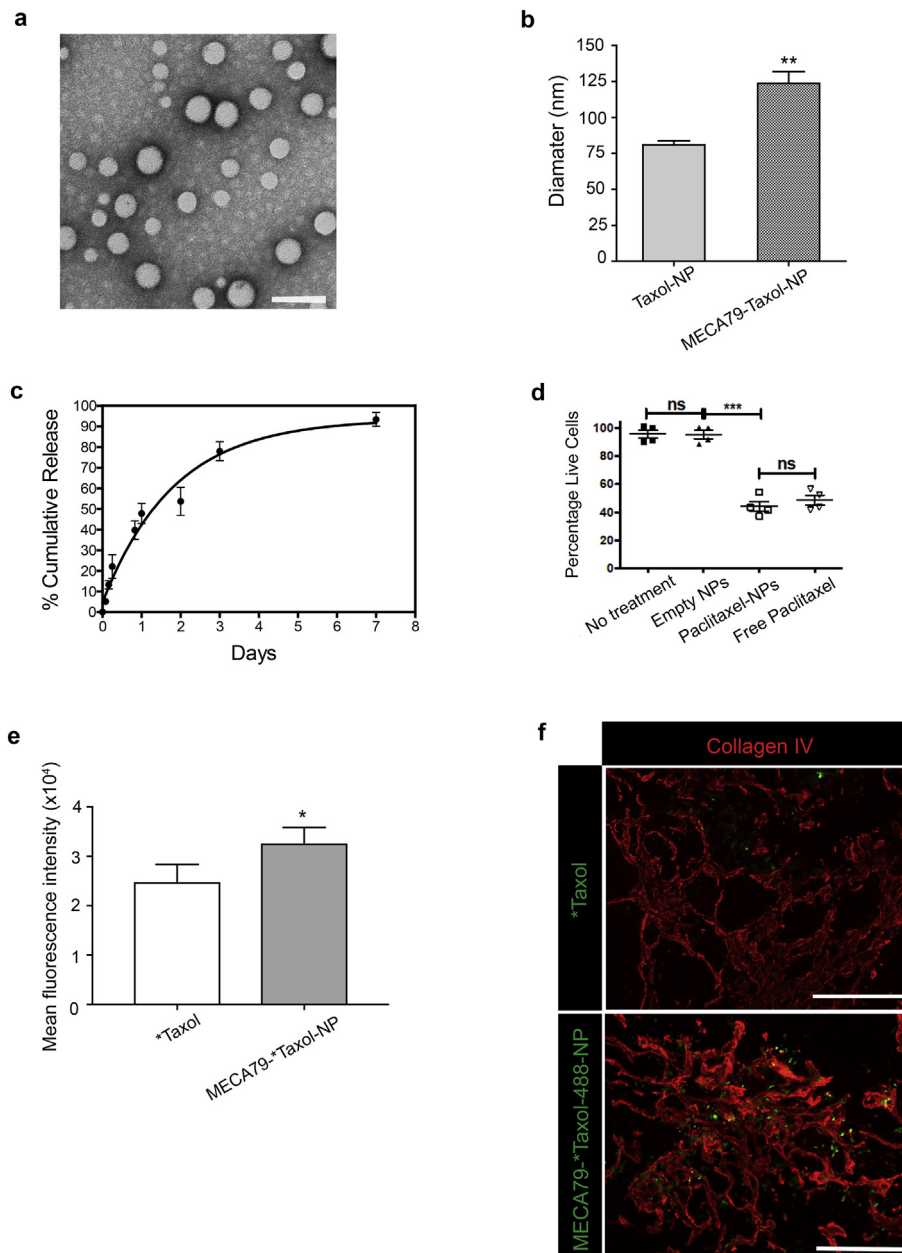 a
b
Diamater (nm)
150
125
100
75
50
25
0
**
Taxol-NP
MECA79-Taxol-NP
c
% Cumulative Release
100
90
80
70
60
50
40
30
20
10
0
0 1 2 3 4 5 6 7 8
Days
d
Percentage Live Cells
100
80
60
40
20
0
ns
***
ns
No treatment
Empty NPs
Paclitaxel-NPs
Free Paclitaxel
e
Mean fluorescence intensity (x10⁴)
4
3
2
1
0
*
*Taxol
MECA79-*Taxol-NP
f
Collagen IV
*Taxol
MECA79-*Taxol-488-NP